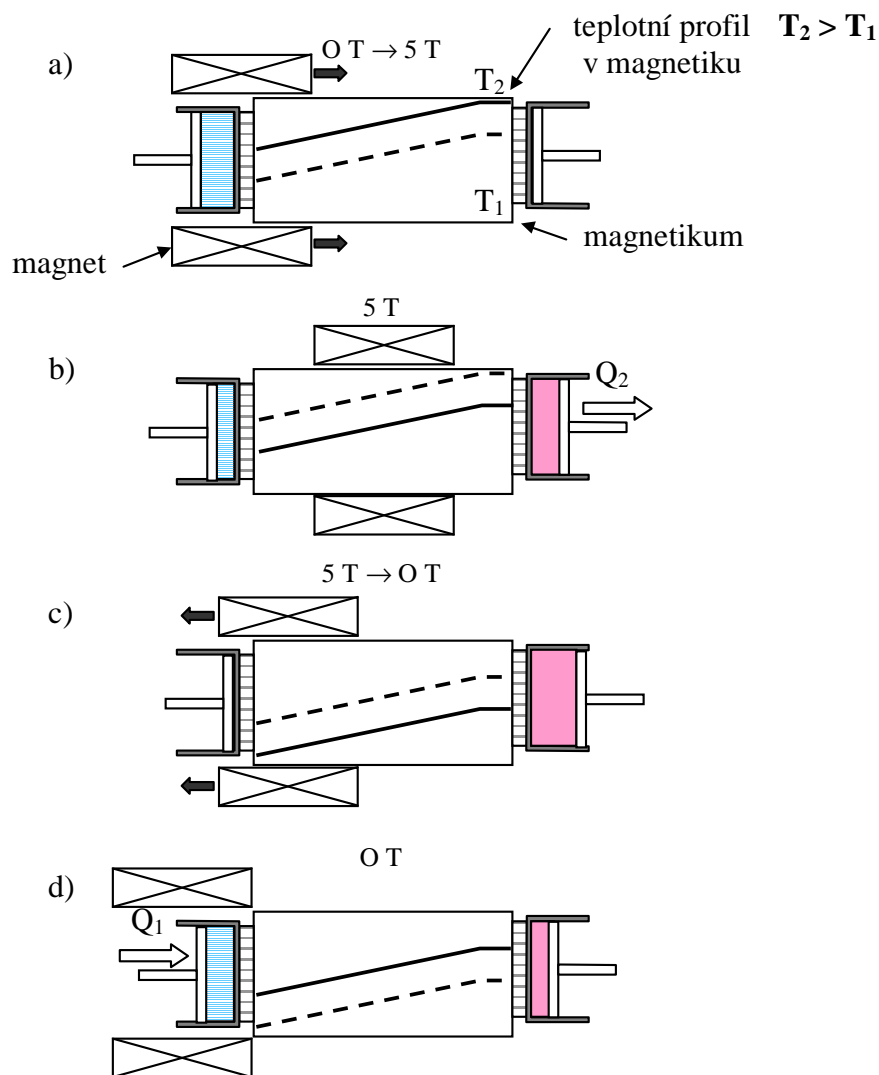 teplotní profil T₂ > T₁
v magnetiku
a)
O T → 5 T
T₂
T₁
magnet
magnetikum
5 T
b)
Q₂
5 T → O T
c)
O T
d)
Q₁